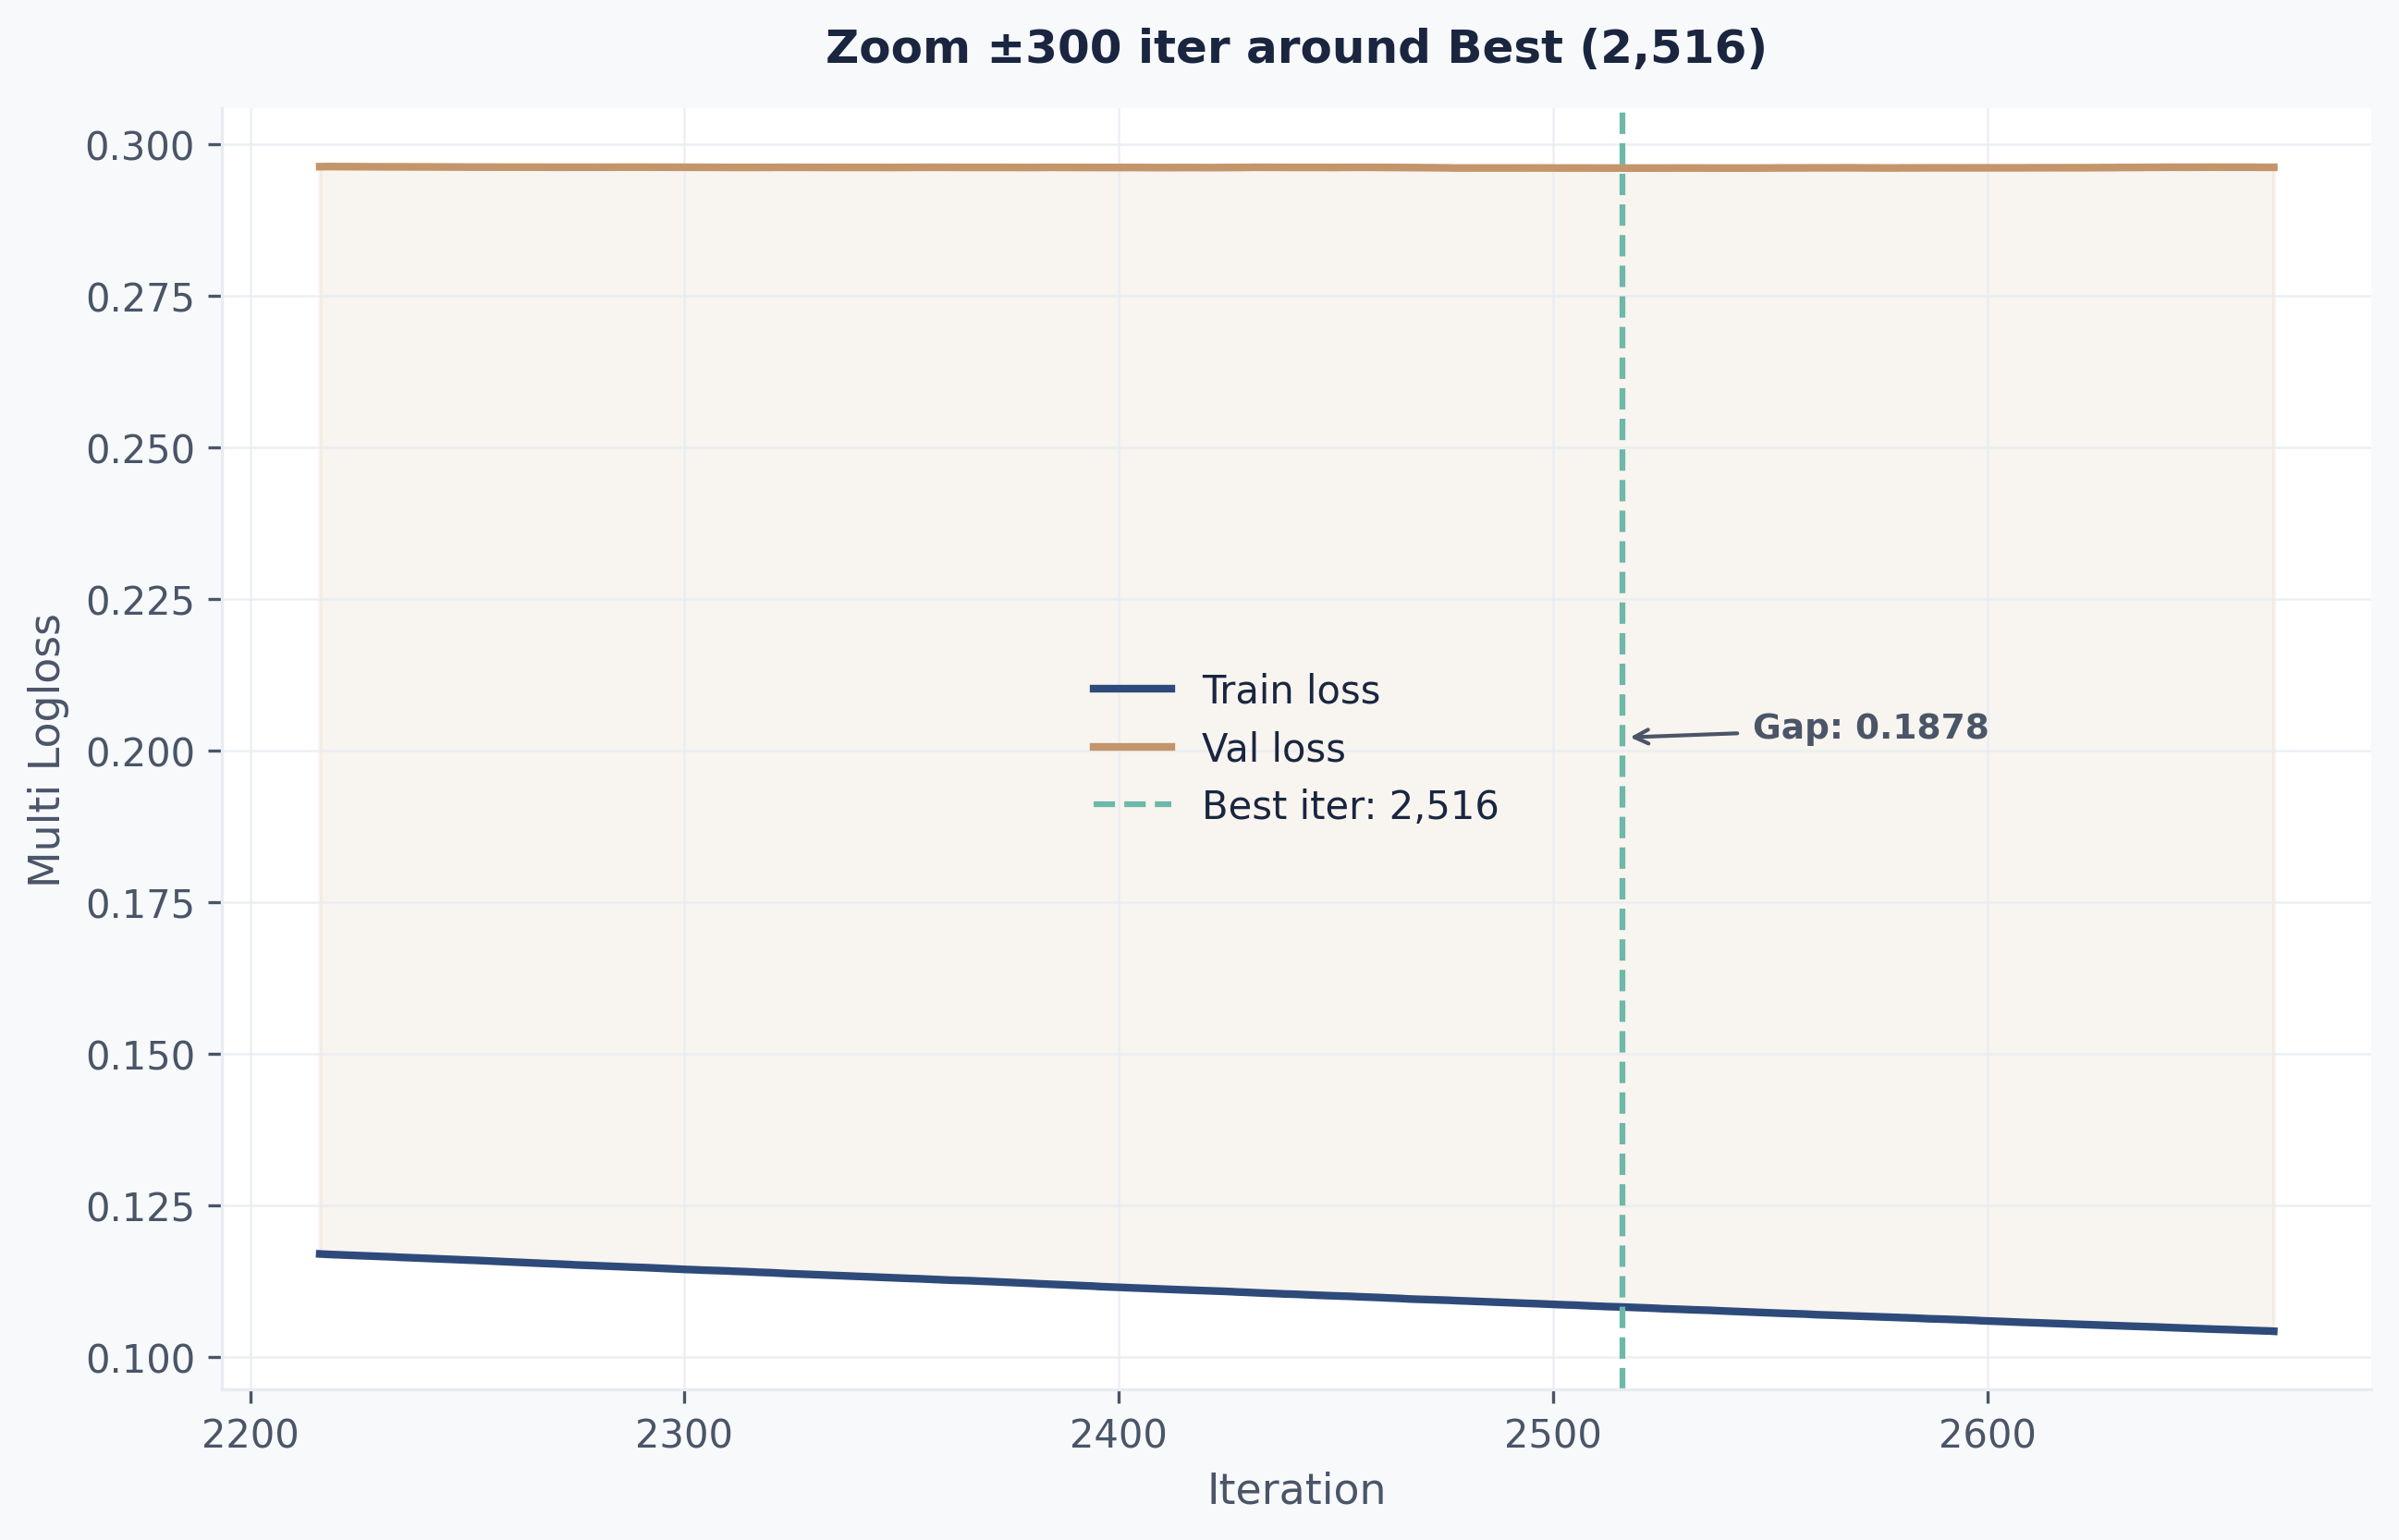 Zoom ±300 iter around Best (2,516)
Multi Logloss
0.300
0.275
0.250
0.225
0.200
0.175
0.150
0.125
0.100
Train loss
Val loss
Best iter: 2,516
Gap: 0.1878
2200 2300 2400 2500 2600
Iteration